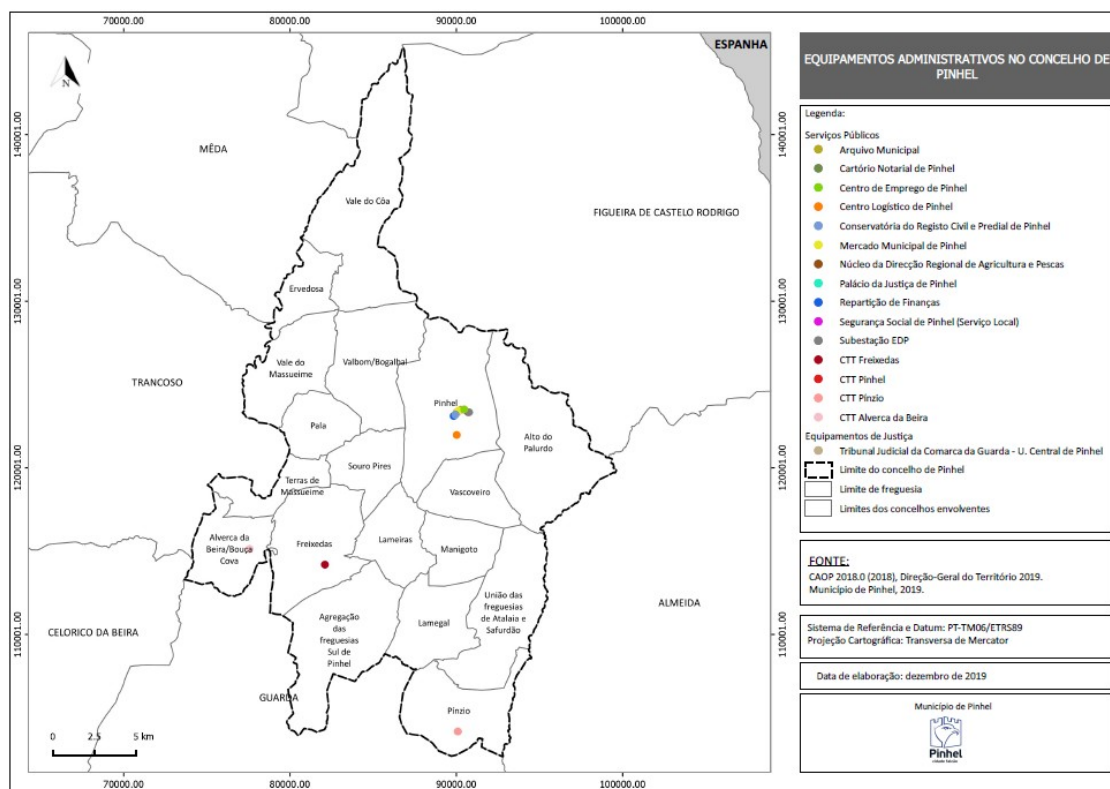 70000.00 80000.00 90000.00 100000.00
ESPANHA
N
140001.00
140001.00
MÊDA
Vale do Côa
FIGUEIRA DE CASTELO RODRIGO
130001.00
130001.00
Ervedosa
Vale do
Massueime
Valbom/Bogalhal
TRANCOSO
Pinhel
Pala
Alto do
Palurdo
Souro Pires
120001.00
120001.00
Terras de
Massueime
Vascoveiro
Alverca da
Beira/Bouça
Cova
Freixedas
Lameiras
Manigoto
União das
freguesias
de Atalaia e
Safurdão
ALMEIDA
CELORICO DA BEIRA
110001.00
110001.00
Agregação
das
freguesias
Sul de
Pinhel
Lamegal
GUARDA
Pínzio
0 2.5 5 km
70000.00 80000.00 90000.00 100000.00
EQUIPAMENTOS ADMINISTRATIVOS NO CONCELHO DE
PINHEL
Legenda:
Serviços Públicos
Arquivo Municipal
Cartório Notarial de Pinhel
Centro de Emprego de Pinhel
Centro Logístico de Pinhel
Conservatória do Registo Civil e Predial de Pinhel
Mercado Municipal de Pinhel
Núcleo da Direcção Regional de Agricultura e Pescas
Palácio da Justiça de Pinhel
Repartição de Finanças
Segurança Social de Pinhel (Serviço Local)
Subestação EDP
CTT Freixedas
CTT Pinhel
CTT Pínzio
CTT Alverca da Beira
Equipamentos de Justiça
Tribunal Judicial da Comarca da Guarda - U. Central de Pinhel
Limite do concelho de Pinhel
Limite de freguesia
Limites dos concelhos envolventes
FONTE:
CAOP 2018.0 (2018), Direção-Geral do Território 2019.
Município de Pinhel, 2019.
Sistema de Referência e Datum: PT-TM06/ETRS89
Projeção Cartográfica: Transversa de Mercator
Data de elaboração: dezembro de 2019
Município de Pinhel
Pinhel
cidade falcão